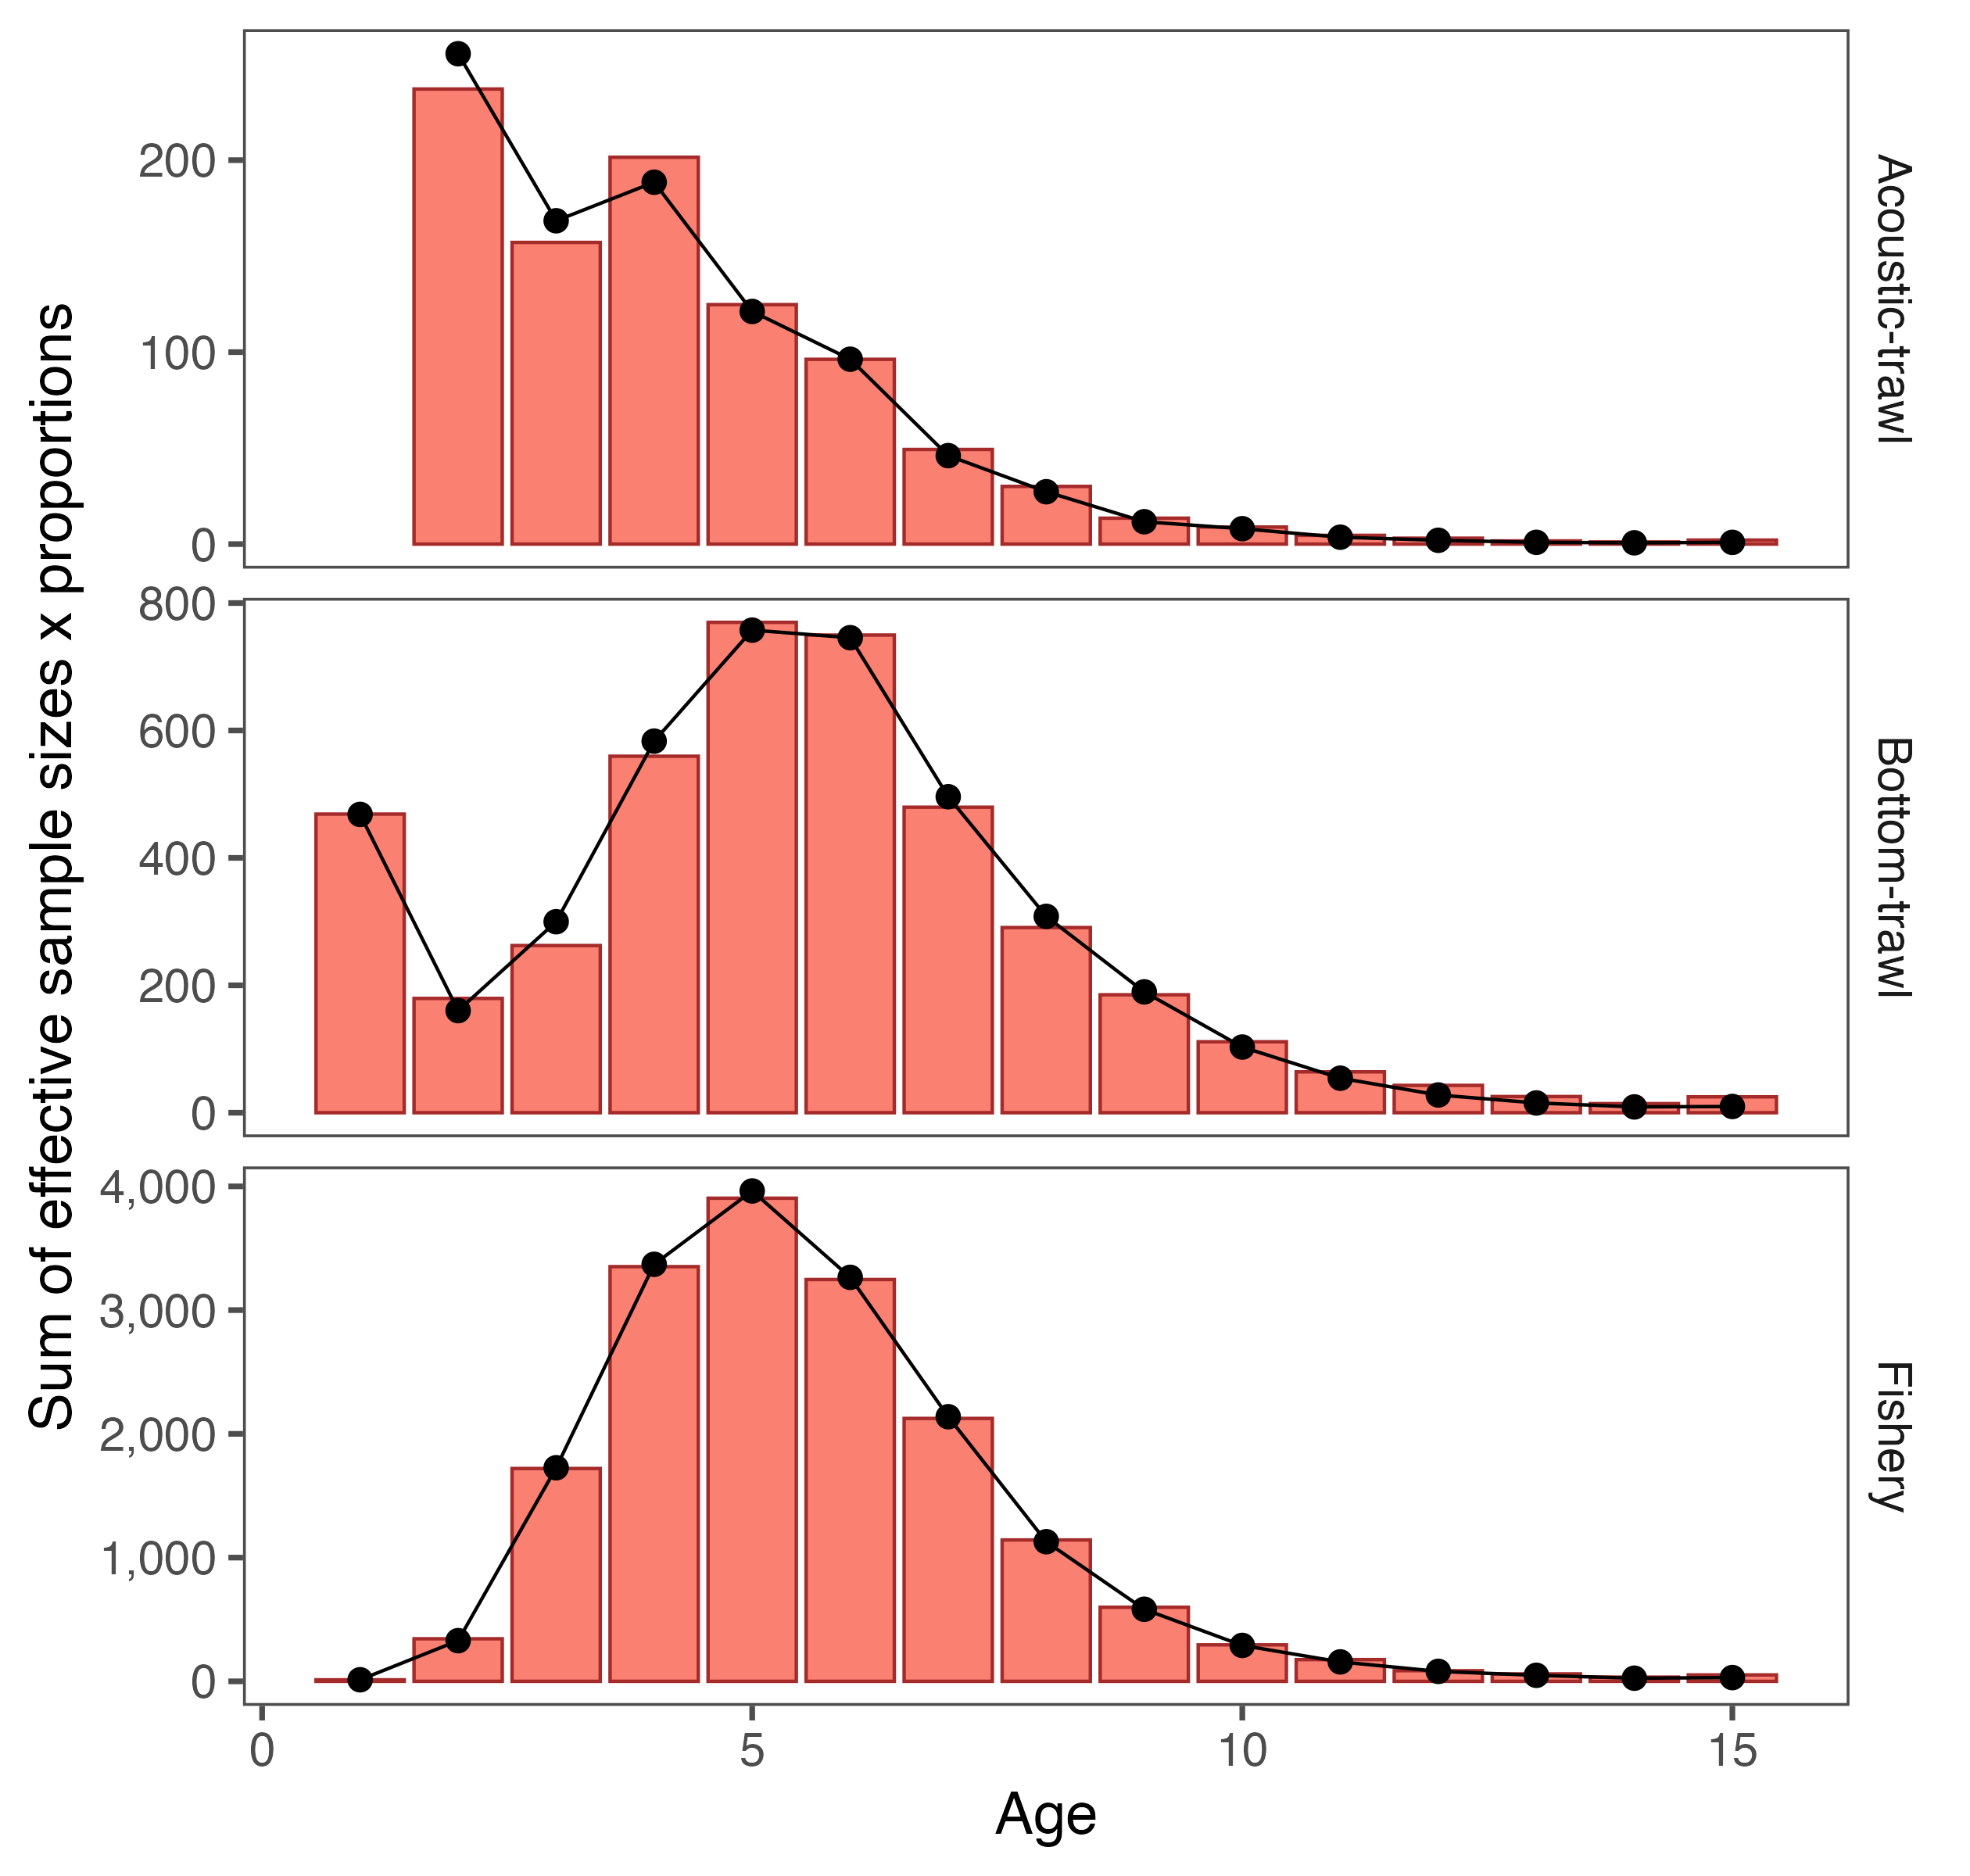 Sum of effective sample sizes x proportions
200
100
0
Acoustic-trawl
800
600
400
200
0
Bottom-trawl
4,000
3,000
2,000
1,000
0
Fishery
0 5 10 15
Age